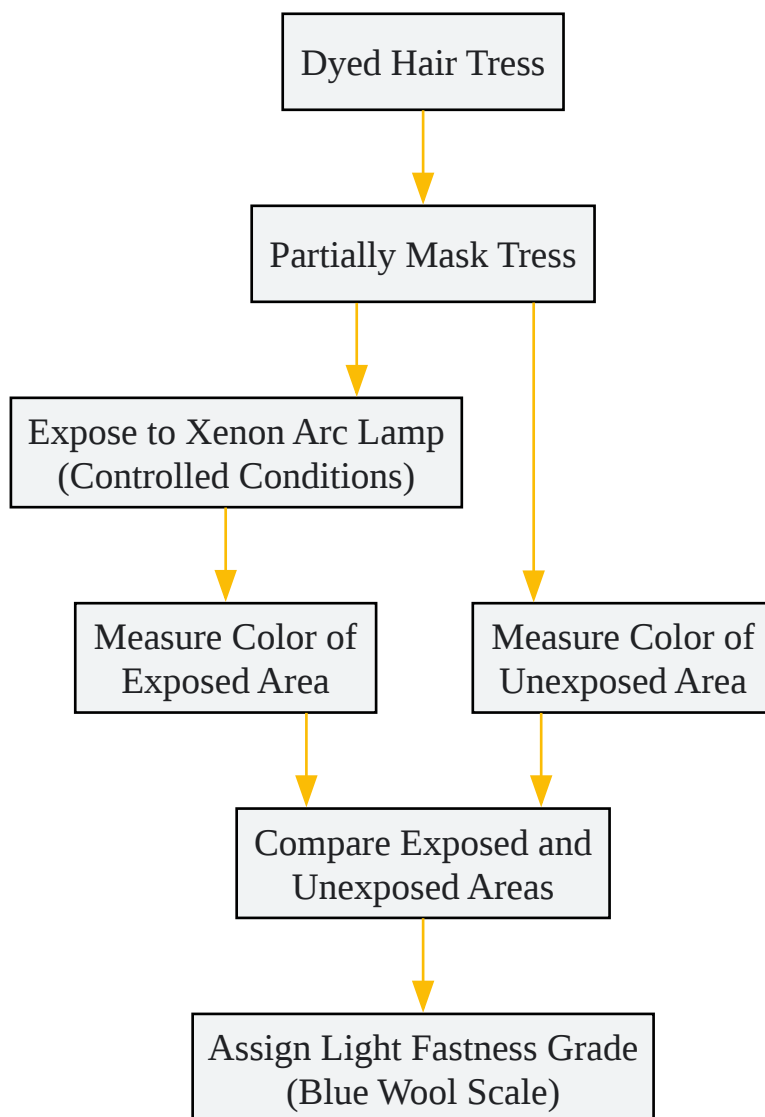 Dyed Hair Tress
Partially Mask Tress
Expose to Xenon Arc Lamp
(Controlled Conditions)
Measure Color of
Exposed Area
Measure Color of
Unexposed Area
Compare Exposed and
Unexposed Areas
Assign Light Fastness Grade
(Blue Wool Scale)